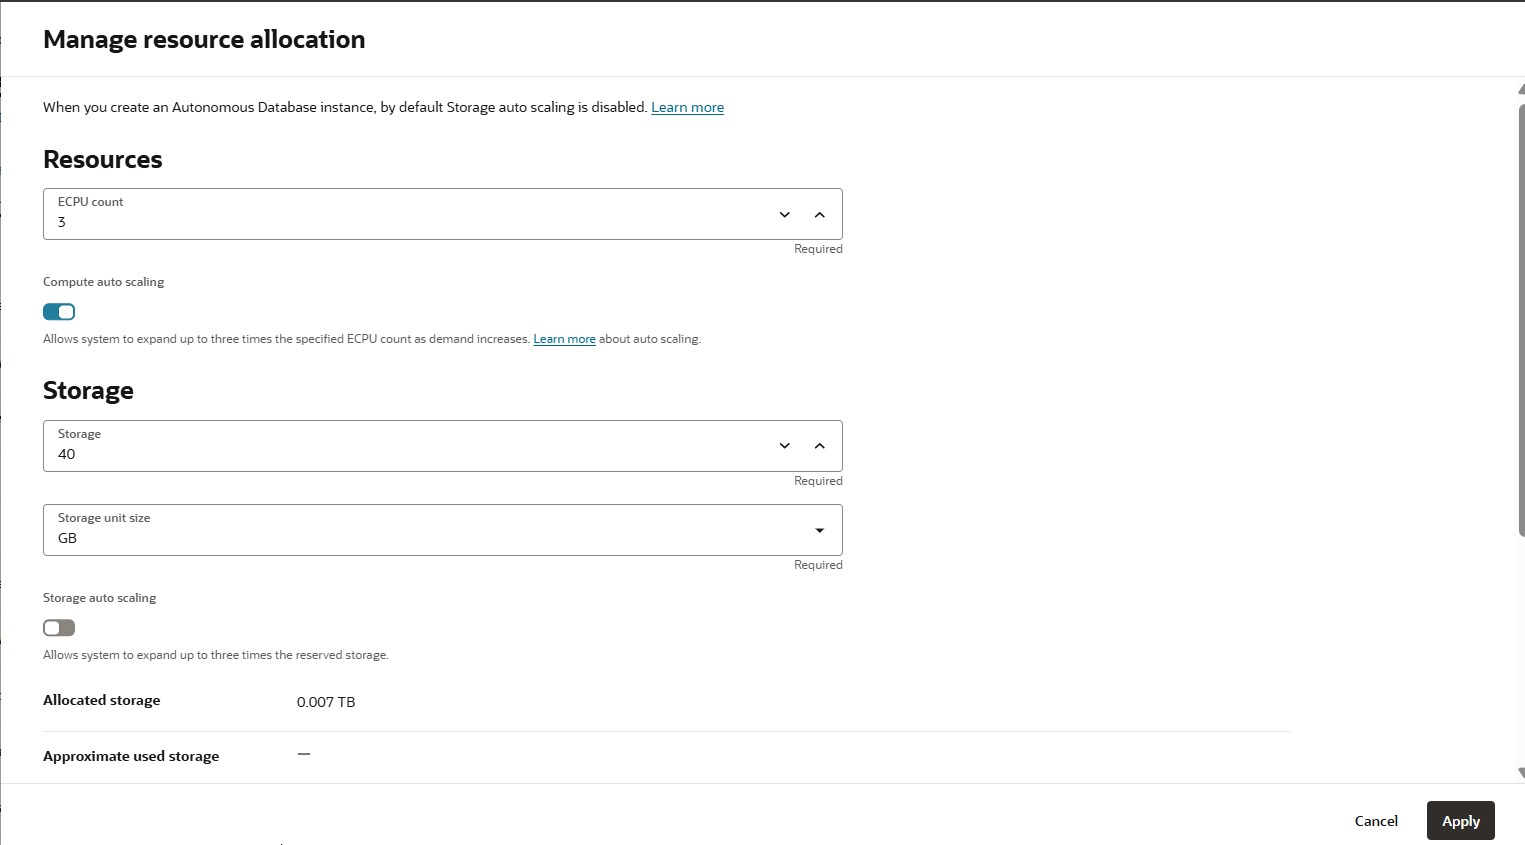 Manage resource allocation
When you create an Autonomous Database instance, by default Storage auto scaling is disabled. Learn more
Resources
ECPU count
3
Required
Compute auto scaling
Allows system to expand up to three times the specified ECPU count as demand increases. Learn more about auto scaling.
Storage
Storage
40
Required
Storage unit size
GB
Required
Storage auto scaling
Allows system to expand up to three times the reserved storage.
Allocated storage 0.007 TB
Approximate used storage —
Cancel Apply